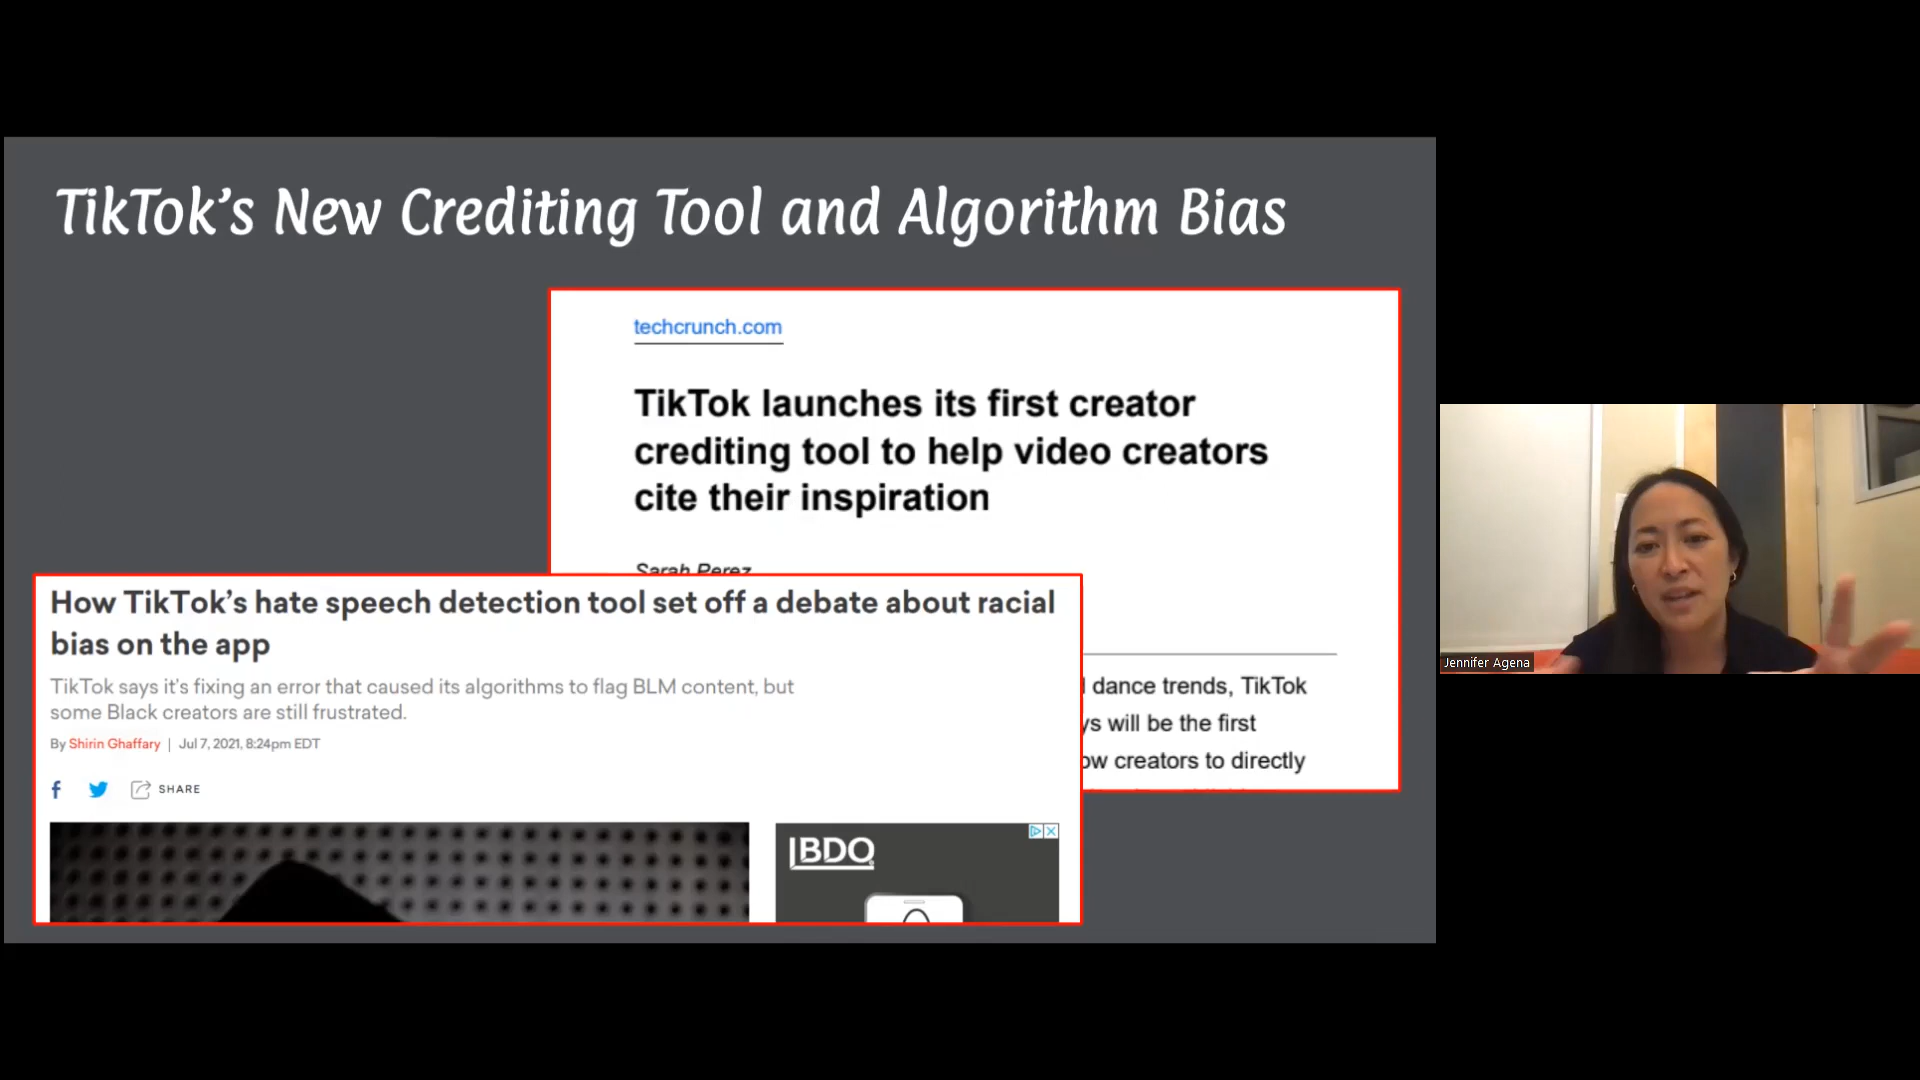 TikTok's New Crediting Tool and Algorithm Bias
techcrunch.com
TikTok launches its first creator
crediting tool to help video creators
cite their inspiration
Sarah Perez
dance trends, TikTok
will be the first
creators to directly
How TikTok's hate speech detection tool set off a debate about racial
bias on the app
TikTok says it's fixing an error that caused its algorithms to flag BLM content, but
some Black creators are still frustrated.
By Shirin Ghaffary | Jul 7, 2021, 8:24pm EDT
SHARE
BDO
Jennifer Agena